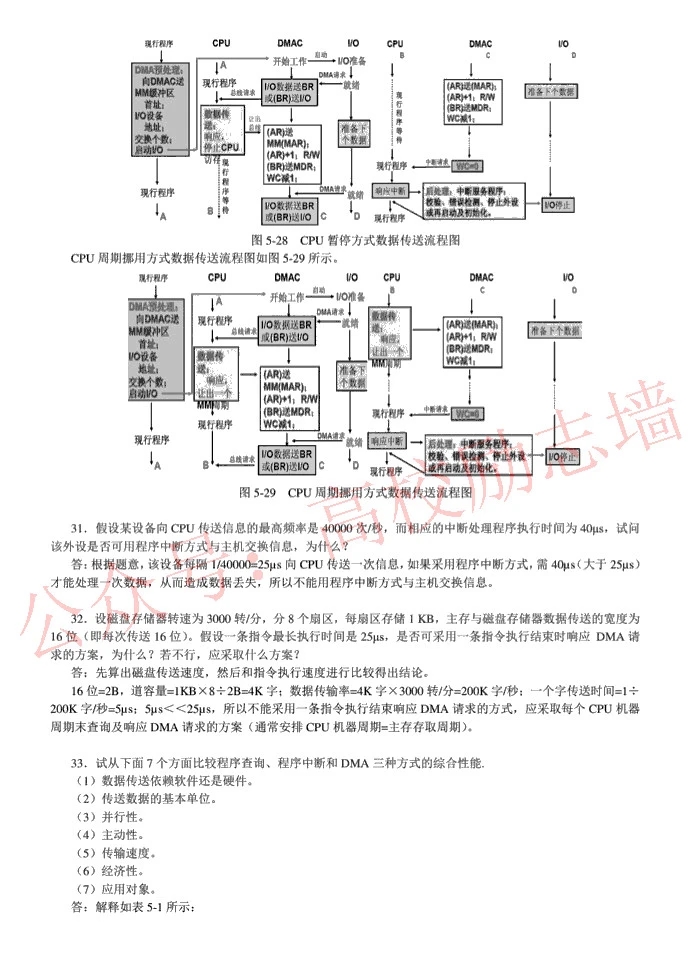 现行程序 CPU DMAC I/O CPU DMAC I/O
B C D
启动
开始工作 I/O准备
DMA预处理:
向DMAC送
MM缓冲区
首址;
I/O设备
地址;
交换个数;
启动I/O
现行程序
A
A
现行程序
总线请求
数据传
送:
响应,
停止CPU
访存
现
行
程
序
等
待
B
让出
总线
DMA请求
I/O数据送BR
或(BR)送I/O
就绪
(AR)送
MM(MAR);
(AR)+1; R/W
(BR)送MDR;
WC减1;
准备下
个数据
DMA请求
就绪
I/O数据送BR
或(BR)送I/O
C D
现
行
程
序
等
待
现行程序
中断请求
(AR)送(MAR);
(AR)+1; R/W
(BR)送MDR;
WC减1;
WC=0
准备下个数据
响应中断
现行程序
后处理:中断服务程序:
校验、错误检测、停止外设
或再启动及初始化。
I/O停止
图 5-28 CPU 暂停方式数据传送流程图
CPU 周期挪用方式数据传送流程图如图 5-29 所示。
现行程序 CPU DMAC I/O CPU DMAC I/O
B C D
启动
开始工作 I/O准备
DMA预处理:
向DMAC送
MM缓冲区
首址;
I/O设备
地址;
交换个数;
启动I/O
现行程序
A
A
现行程序
总线请求
数据传
送:
响应,
让出一个
MM周期
现行程序
B
总线请求
DMA请求
I/O数据送BR
或(BR)送I/O
就绪
(AR)送
MM(MAR);
(AR)+1; R/W
(BR)送MDR;
WC减1;
准备下
个数据
DMA请求
就绪
I/O数据送BR
或(BR)送I/O
C D
数据传
送:
响应,
让出一个
MM周期
现行程序
中断请求
(AR)送(MAR);
(AR)+1; R/W
(BR)送MDR;
WC减1;
WC=0
准备下个数据
响应中断
现行程序
后处理:中断服务程序:
校验、错误检测、停止外设
或再启动及初始化。
I/O停止
图 5-29 CPU 周期挪用方式数据传送流程图
31．假设某设备向 CPU 传送信息的最高频率是 40000 次/秒，而相应的中断处理程序执行时间为 40μs，试问
该外设是否可用程序中断方式与主机交换信息，为什么？
答：根据题意，该设备每隔 1/40000=25μs 向 CPU 传送一次信息，如果采用程序中断方式，需 40μs（大于 25μs）
才能处理一次数据，从而造成数据丢失，所以不能用程序中断方式与主机交换信息。
32．设磁盘存储器转速为 3000 转/分，分 8 个扇区，每扇区存储 1 KB，主存与磁盘存储器数据传送的宽度为
16 位（即每次传送 16 位）。假设一条指令最长执行时间是 25μs，是否可采用一条指令执行结束时响应 DMA 请
求的方案，为什么？若不行，应采取什么方案？
答：先算出磁盘传送速度，然后和指令执行速度进行比较得出结论。
16 位=2B，道容量=1KB×8÷2B=4K 字；数据传输率=4K 字×3000 转/分=200K 字/秒；一个字传送时间=1÷
200K 字/秒=5μs；5μs＜＜25μs，所以不能采用一条指令执行结束响应 DMA 请求的方式，应采取每个 CPU 机器
周期末查询及响应 DMA 请求的方案（通常安排 CPU 机器周期=主存存取周期）。
33．试从下面 7 个方面比较程序查询、程序中断和 DMA 三种方式的综合性能.
（1）数据传送依赖软件还是硬件。
（2）传送数据的基本单位。
（3）并行性。
（4）主动性。
（5）传输速度。
（6）经济性。
（7）应用对象。
答：解释如表 5-1 所示：
公众号：高校励志墙